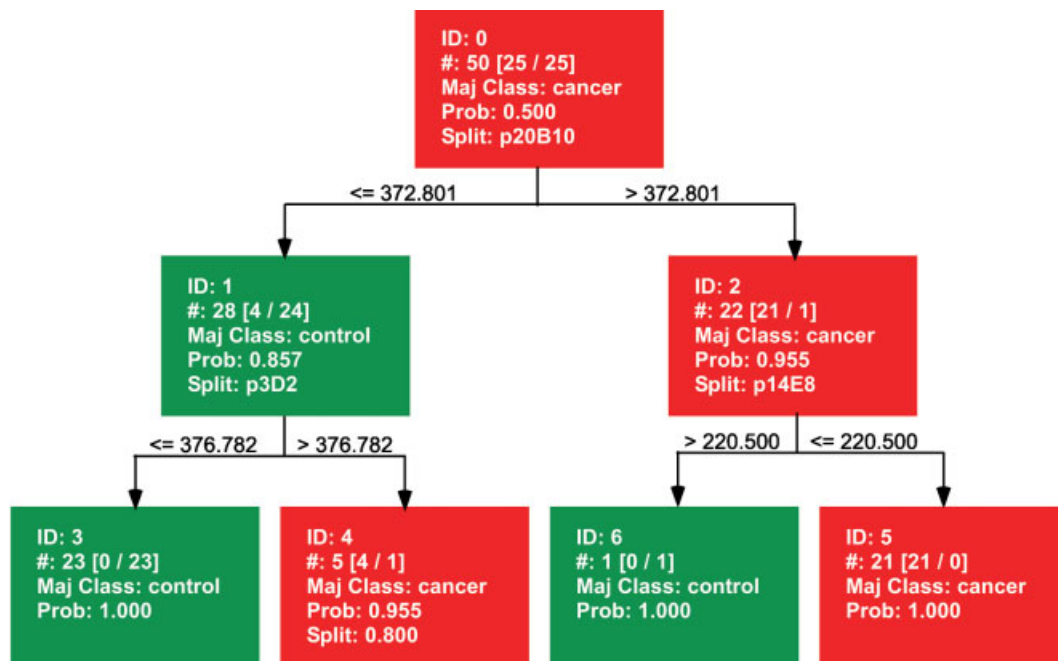 ID: 0
#: 50 [25 / 25]
Maj Class: cancer
Prob: 0.500
Split: p20B10
<= 372.801
> 372.801
ID: 1
#: 28 [4 / 24]
Maj Class: control
Prob: 0.857
Split: p3D2
ID: 2
#: 22 [21 / 1]
Maj Class: cancer
Prob: 0.955
Split: p14E8
<= 376.782
> 376.782
> 220.500
<= 220.500
ID: 3
#: 23 [0 / 23]
Maj Class: control
Prob: 1.000
ID: 4
#: 5 [4 / 1]
Maj Class: cancer
Prob: 0.955
Split: 0.800
ID: 6
#: 1 [0 / 1]
Maj Class: control
Prob: 1.000
ID: 5
#: 21 [21 / 0]
Maj Class: cancer
Prob: 1.000